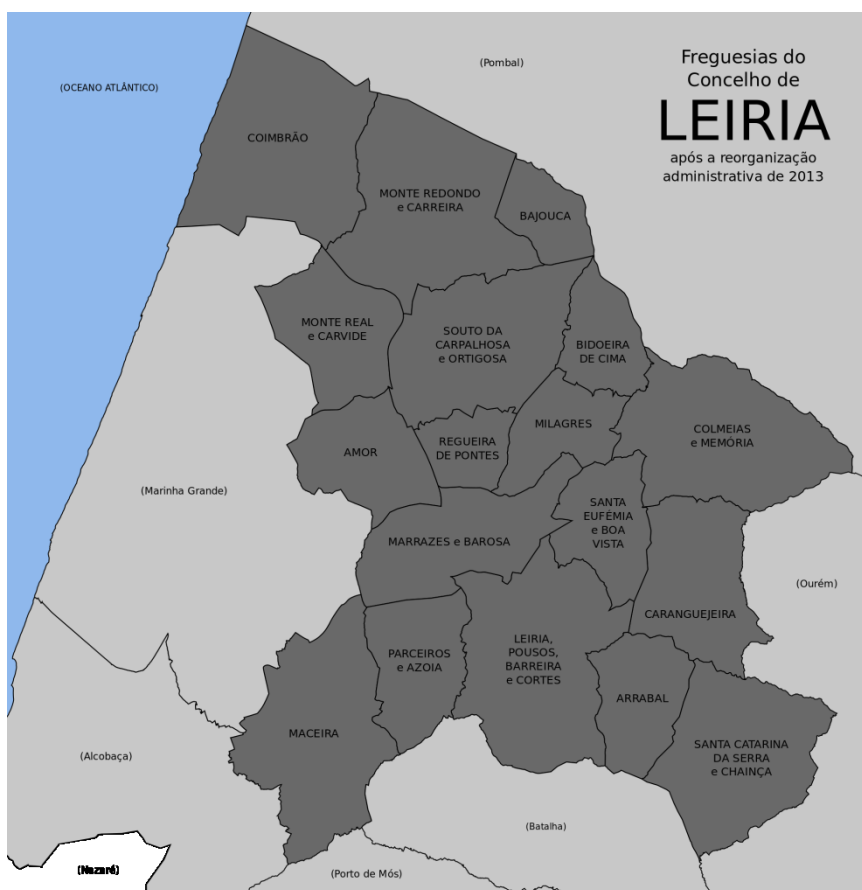 Freguesias do
Concelho de
LEIRIA
após a reorganização
administrativa de 2013
(Pombal)
(OCEANO ATLÂNTICO)
COIMBRÃO
MONTE REDONDO
e CARREIRA
BAJOUCA
MONTE REAL
e CARVIDE
SOUTO DA
CARPALHOSA
e ORTIGOSA
BIDOEIRA
DE CIMA
MILAGRES
COLMEIAS
e MEMÓRIA
AMOR
REGUEIRA
DE PONTES
(Marinha Grande)
SANTA
EUFÉMIA
e BOA
VISTA
MARRAZES e BAROSA
(Ourém)
CARANGUEJEIRA
PARCEIROS
e AZOIA
LEIRIA,
POUSOS,
BARREIRA
e CORTES
ARRABAL
MACEIRA
SANTA CATARINA
DA SERRA
e CHAINÇA
(Alcobaça)
(Batalha)
(Nazaré)
(Porto de Mós)